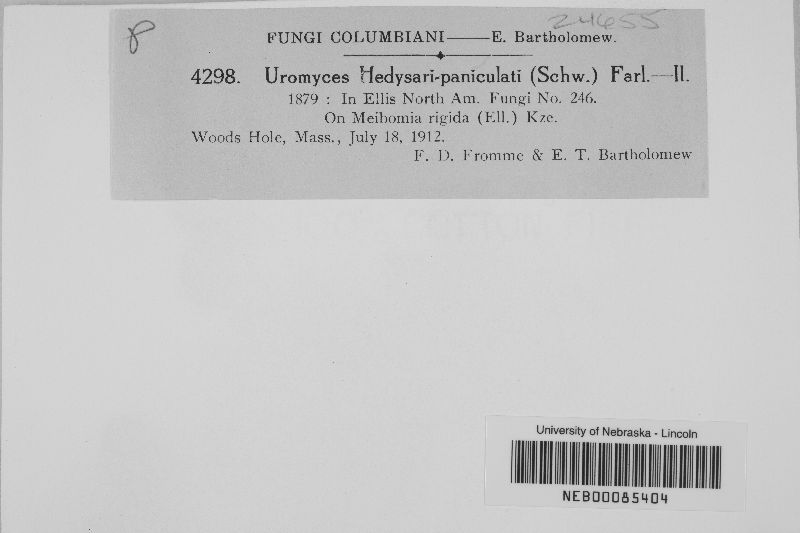 24655
P
FUNGI COLUMBIANI——E. Bartholomew.
4298. Uromyces Hedysari-paniculati (Schw.) Farl.—II.
1879 : In Ellis North Am. Fungi No. 246.
On Meibomia rigida (Ell.) Kze.
Woods Hole, Mass., July 18, 1912.
F. D. Fromme & E. T. Bartholomew
University of Nebraska - Lincoln
NEB00085404